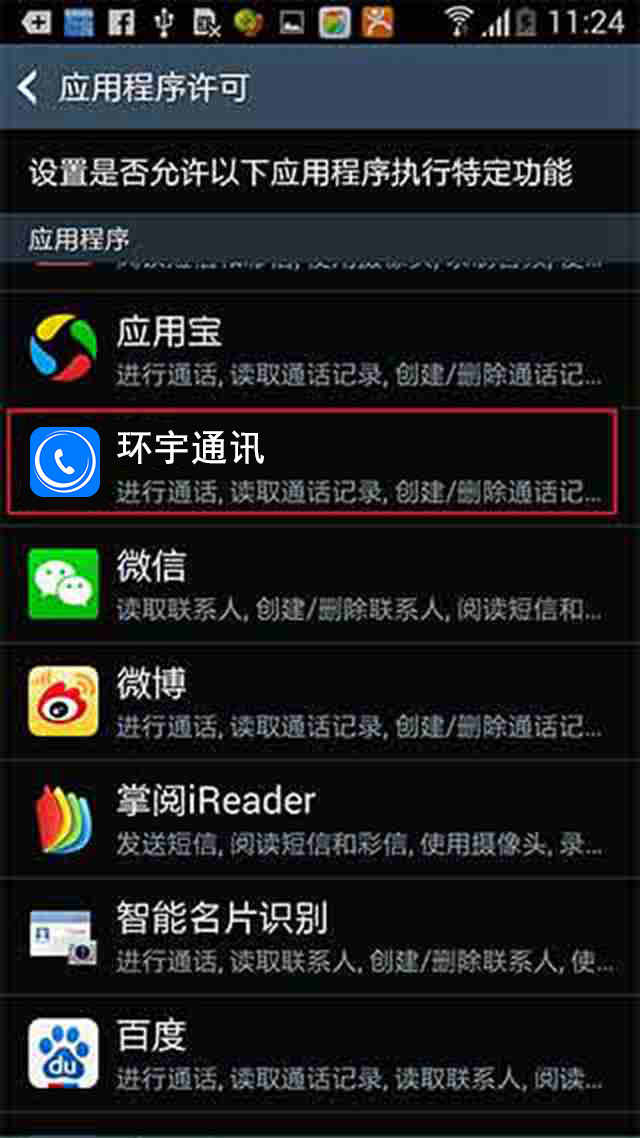 11:24
应用程序许可
设置是否允许以下应用程序执行特定功能
应用程序
应用宝
进行通话, 读取通话记录, 创建/删除通话记...
环宇通讯
进行通话, 读取通话记录, 创建/删除通话记...
微信
读取联系人, 创建/删除联系人, 阅读短信和...
微博
进行通话, 读取通话记录, 创建/删除通话记...
掌阅iReader
发送短信, 阅读短信和彩信, 使用摄像头, 录...
智能名片识别
进行通话, 读取联系人, 创建/删除联系人, 使...
du
百度
进行通话, 读取通话记录, 读取联系人, 阅读...